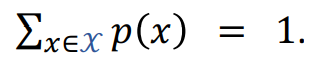 ∑x∈𝒳 p(x) = 1.